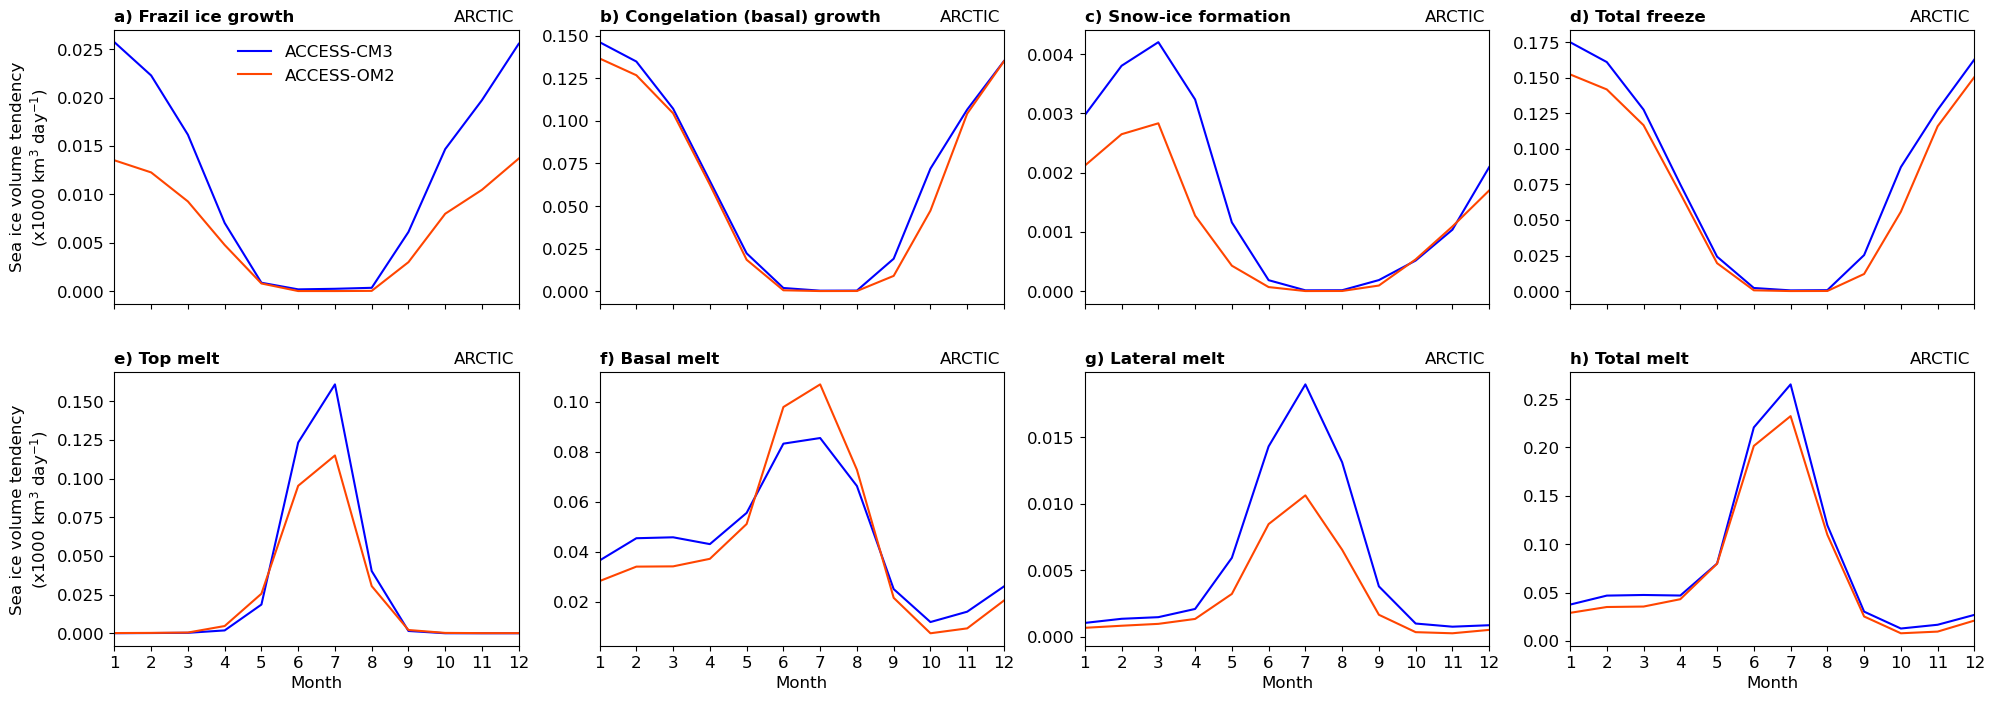 a) Frazil ice growth ARCTIC
b) Congelation (basal) growth ARCTIC
c) Snow-ice formation ARCTIC
d) Total freeze ARCTIC
Sea ice volume tendency
(x1000 km³ day⁻¹)
ACCESS-CM3
ACCESS-OM2
0.025
0.020
0.015
0.010
0.005
0.000
0.150
0.125
0.100
0.075
0.050
0.025
0.000
0.004
0.003
0.002
0.001
0.000
0.175
0.150
0.125
0.100
0.075
0.050
0.025
0.000
e) Top melt ARCTIC
f) Basal melt ARCTIC
g) Lateral melt ARCTIC
h) Total melt ARCTIC
Sea ice volume tendency
(x1000 km³ day⁻¹)
0.150
0.125
0.100
0.075
0.050
0.025
0.000
1 2 3 4 5 6 7 8 9 10 11 12
Month
0.10
0.08
0.06
0.04
0.02
1 2 3 4 5 6 7 8 9 10 11 12
Month
0.015
0.010
0.005
0.000
1 2 3 4 5 6 7 8 9 10 11 12
Month
0.25
0.20
0.15
0.10
0.05
0.00
1 2 3 4 5 6 7 8 9 10 11 12
Month